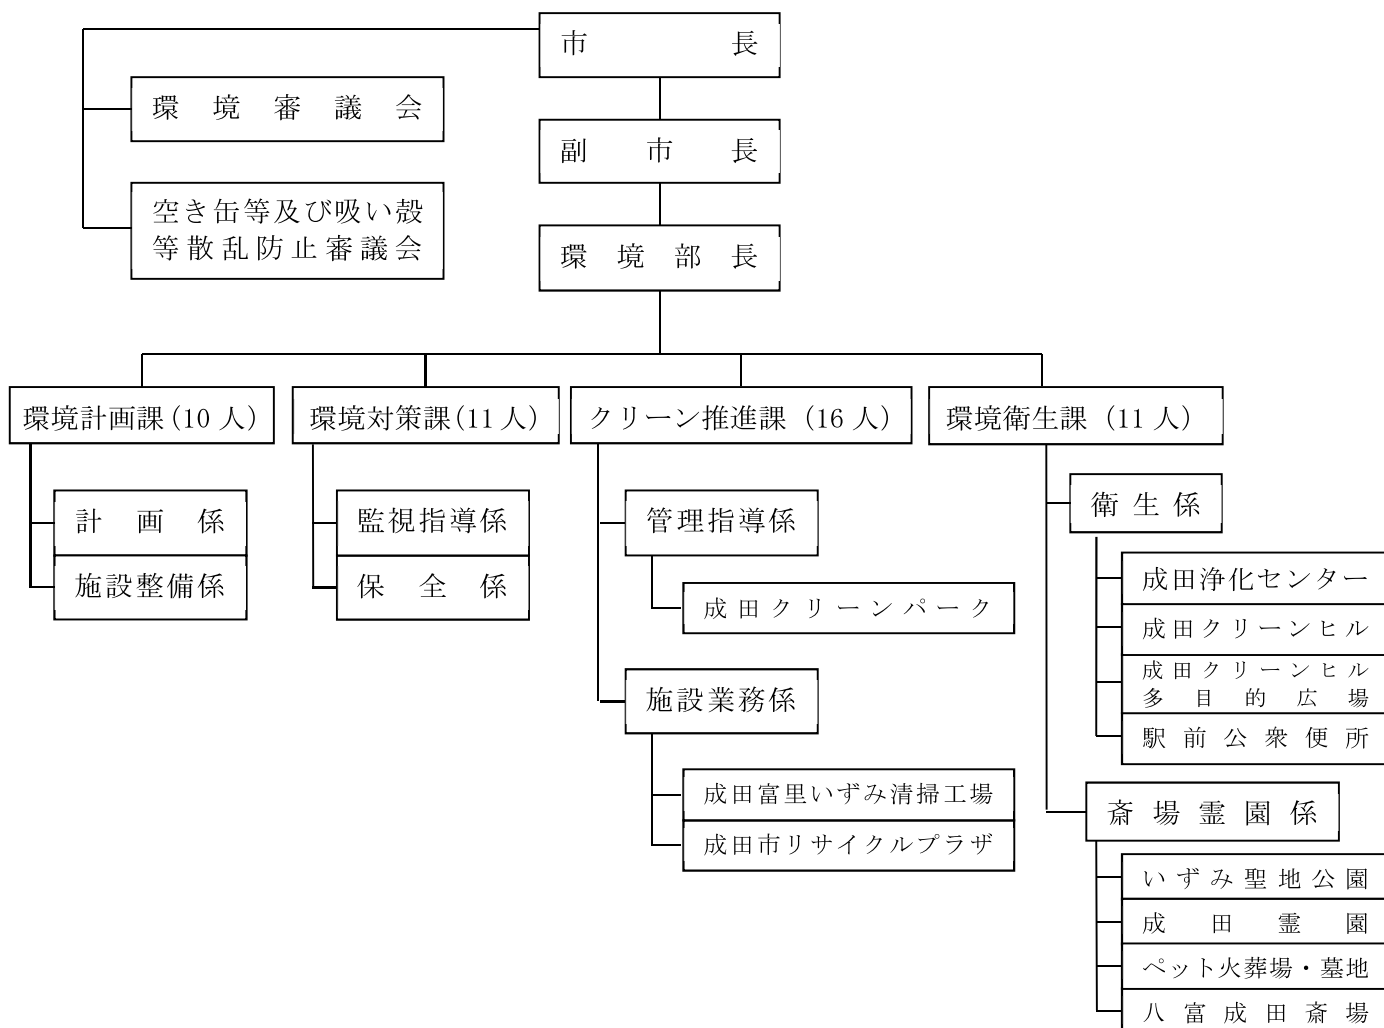 市長
環境審議会
副市長
空き缶等及び吸い殻
等散乱防止審議会
環境部長
環境計画課（10 人）
環境対策課（11 人）
クリーン推進課（16 人）
環境衛生課（11 人）
計画係
施設整備係
監視指導係
保全係
管理指導係
成田クリーンパーク
施設業務係
成田富里いずみ清掃工場
成田市リサイクルプラザ
衛生係
成田浄化センター
成田クリーンヒル
成田クリーンヒル
多目的広場
駅前公衆便所
斎場霊園係
いずみ聖地公園
成田霊園
ペット火葬場・墓地
八富成田斎場